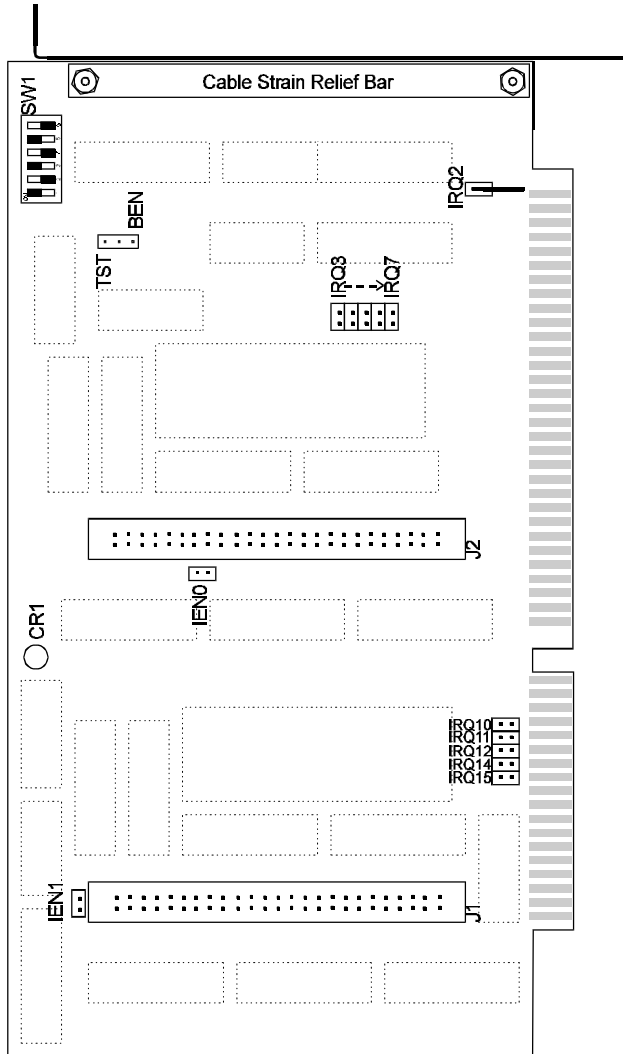 Cable Strain Relief Bar
SW1
IRQ2
BEN
TST
IRQ3
IRQ7
J2
IEN0
CR1
IRQ10
IRQ11
IRQ12
IRQ14
IRQ15
IEN1
J1